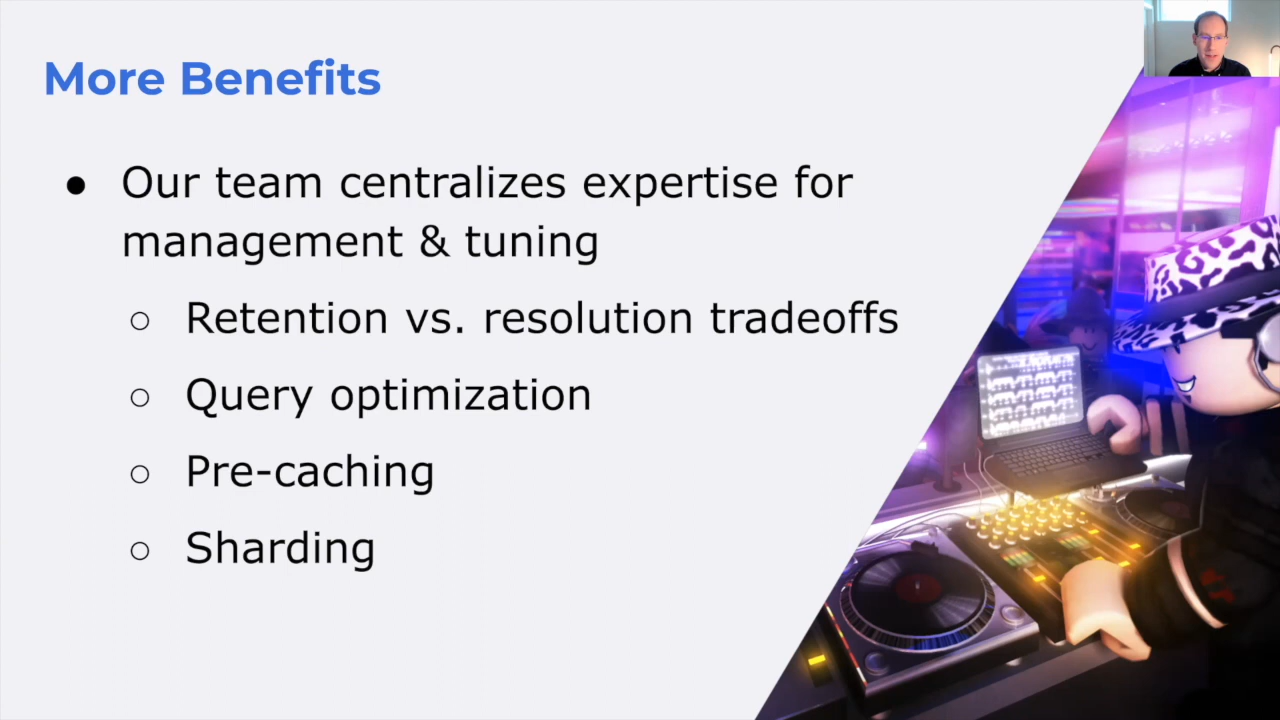 More Benefits
● Our team centralizes expertise for
management & tuning
○ Retention vs. resolution tradeoffs
○ Query optimization
○ Pre-caching
○ Sharding